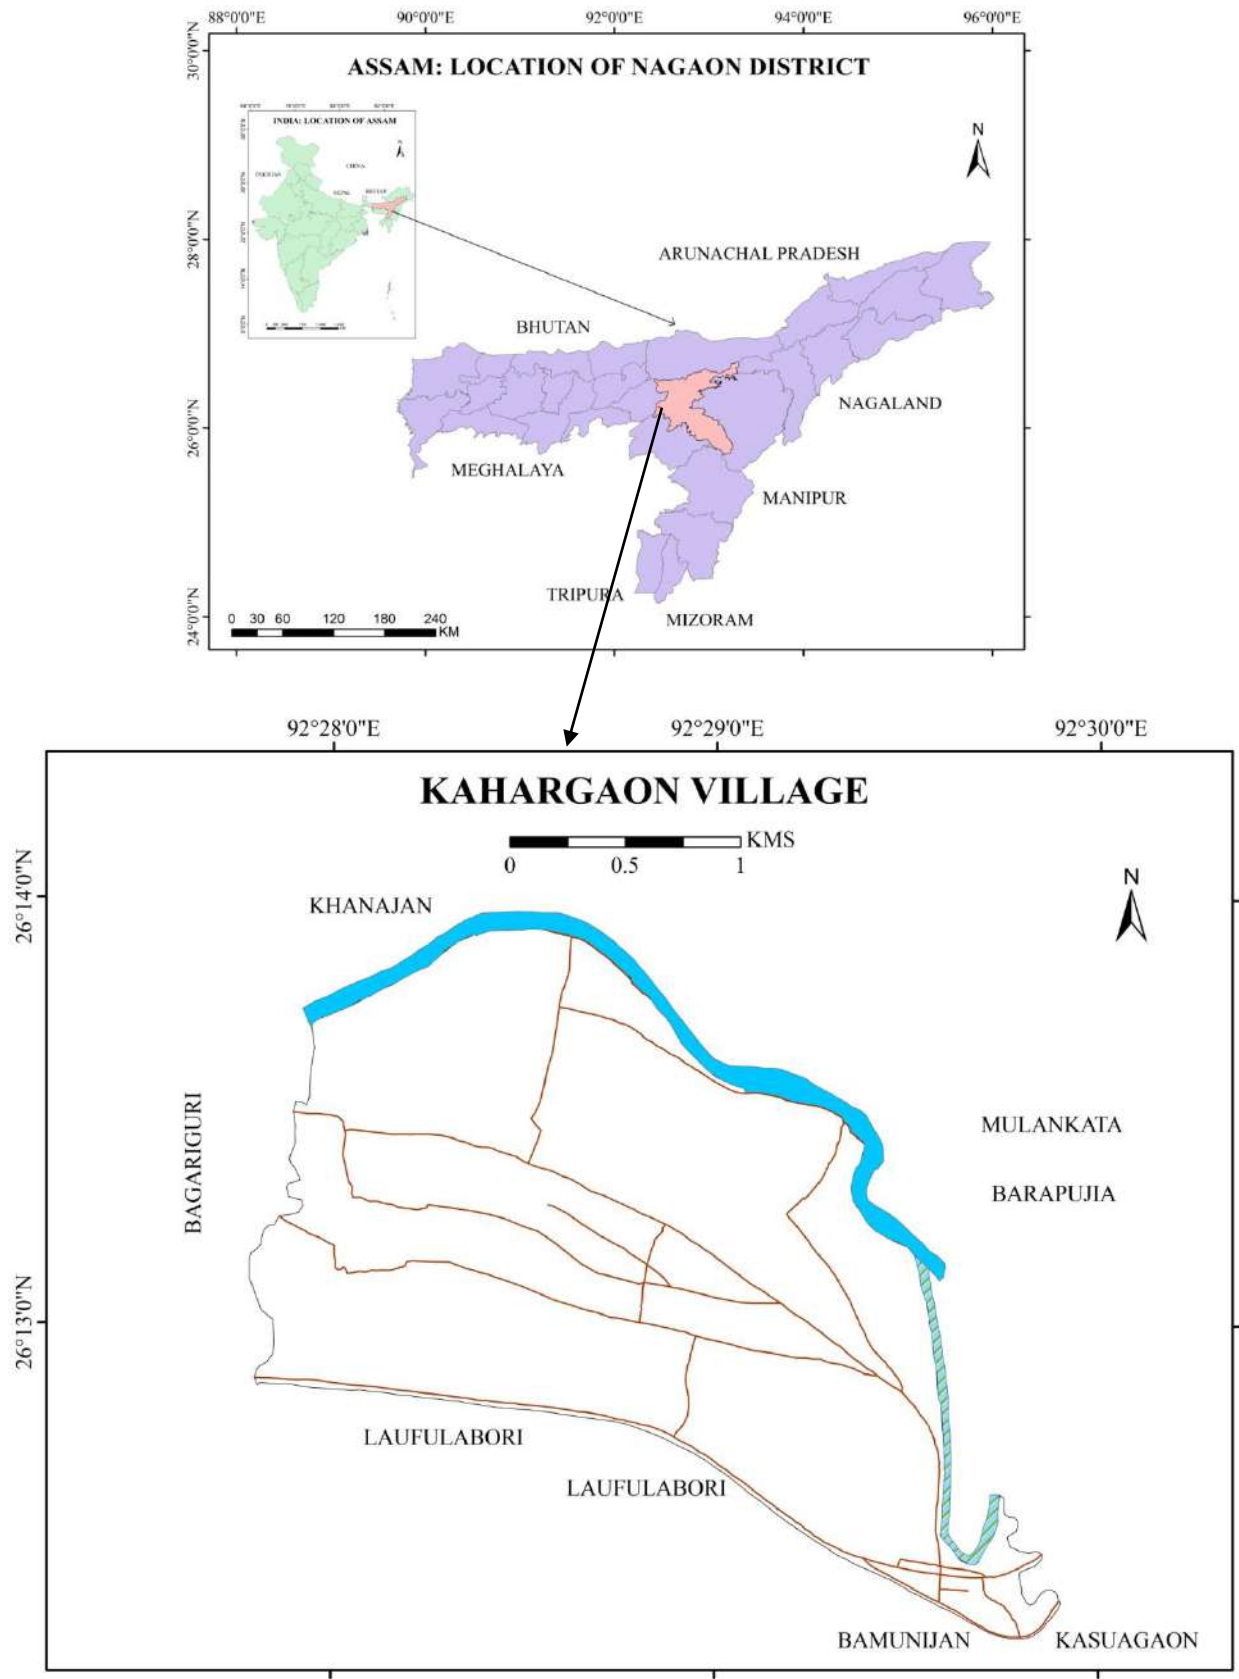 88°0'0"E 90°0'0"E 92°0'0"E 94°0'0"E 96°0'0"E
30°0'0"N
ASSAM: LOCATION OF NAGAON DISTRICT
INDIA: LOCATION OF ASSAM
N
N
CHINA
PAKISTAN
NEPAL
BHUTAN
28°0'0"N
ARUNACHAL PRADESH
BHUTAN
NAGALAND
26°0'0"N
MEGHALAYA
MANIPUR
TRIPURA
MIZORAM
24°0'0"N
0 30 60 120 180 240
KM
92°28'0"E 92°29'0"E 92°30'0"E
KAHARGAON VILLAGE
KMS
0 0.5 1
N
26°14'0"N
KHANAJAN
BAGARIGURI
MULANKATA
BARAPUJIA
26°13'0"N
LAUFULABORI
LAUFULABORI
BAMUNIJAN
KASUAGAON